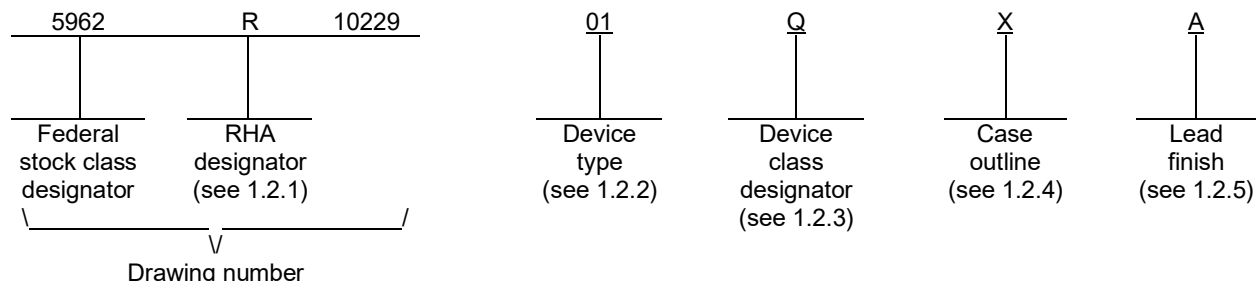 5962 R 10229 01 Q X A
Federal stock class designator
RHA designator (see 1.2.1)
Device type (see 1.2.2)
Device class designator (see 1.2.3)
Case outline (see 1.2.4)
Lead finish (see 1.2.5)
Drawing number